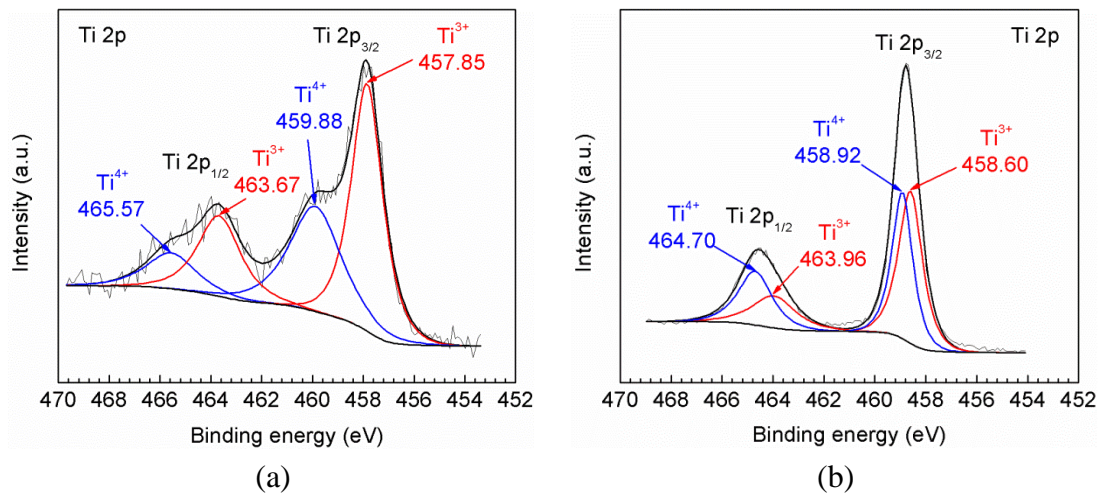 Ti 2p
Ti 2p3/2
Ti3+
457.85
Ti4+
459.88
Ti 2p1/2
Ti3+
463.67
Ti4+
465.57
Intensity (a.u.)
470 468 466 464 462 460 458 456 454 452
Binding energy (eV)
(a)
Ti 2p3/2
Ti 2p
Ti4+
458.92
Ti3+
458.60
Ti4+
464.70
Ti 2p1/2
Ti3+
463.96
Intensity (a.u.)
470 468 466 464 462 460 458 456 454 452
Binding energy (eV)
(b)